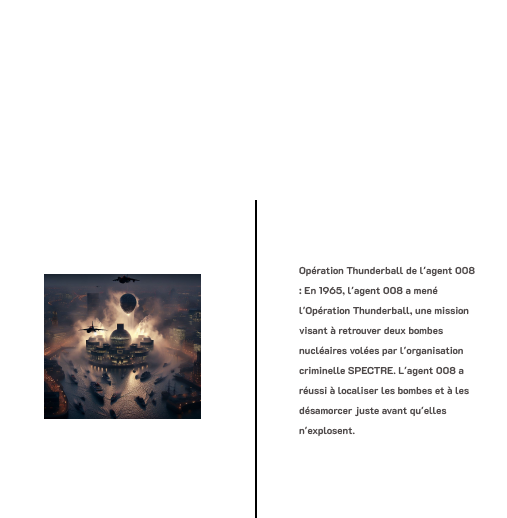 Opération Thunderball de l'agent 008
: En 1965, l'agent 008 a mené
l'Opération Thunderball, une mission
visant à retrouver deux bombes
nucléaires volées par l'organisation
criminelle SPECTRE. L'agent 008 a
réussi à localiser les bombes et à les
désamorcer juste avant qu'elles
n'explosent.